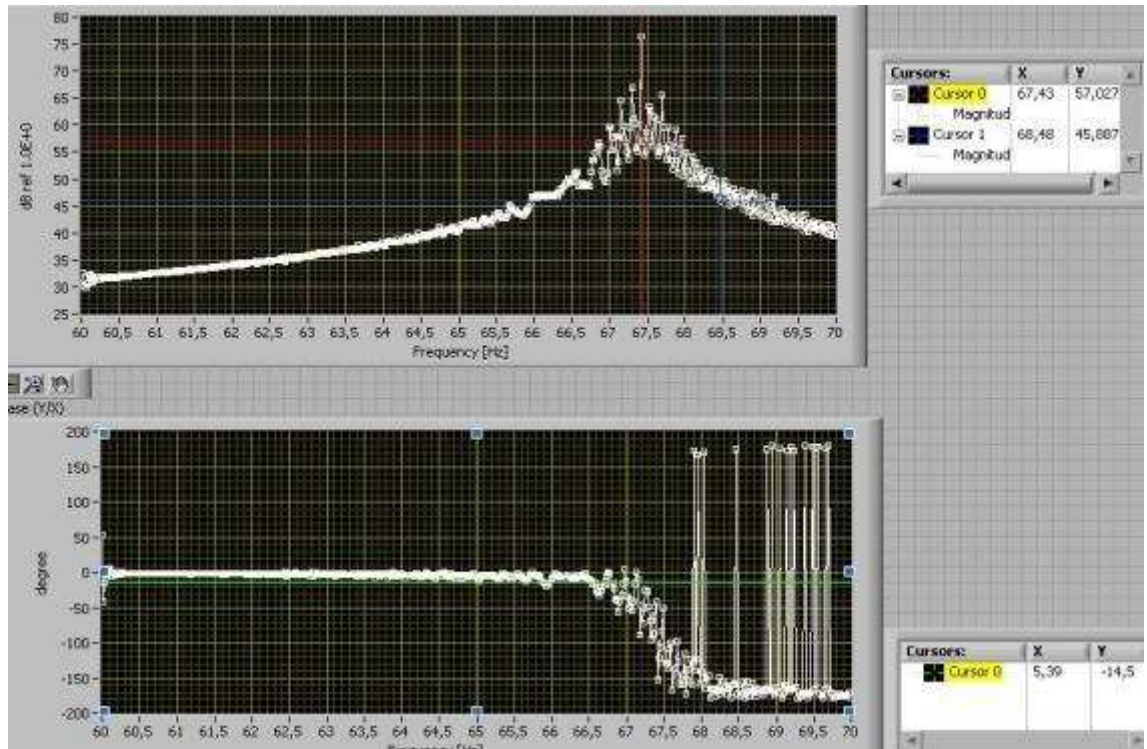 80
75
70
65
60
55
50
45
40
35
30
25
dB ref 1.0E+0
60 60,5 61 61,5 62 62,5 63 63,5 64 64,5 65 65,5 66 66,5 67 67,5 68 68,5 69 69,5 70
Frequency [Hz]
Cursors: X Y
Cursor 0 67,43 57,027
Magnitud
Cursor 1 68,48 45,887
Magnitud
ase (Y/X)
200
150
100
50
0
-50
-100
-150
-200
degree
60 60,5 61 61,5 62 62,5 63 63,5 64 64,5 65 65,5 66 66,5 67 67,5 68 68,5 69 69,5 70
Frequency [Hz]
Cursors: X Y
Cursor 0 5,39 -14,5